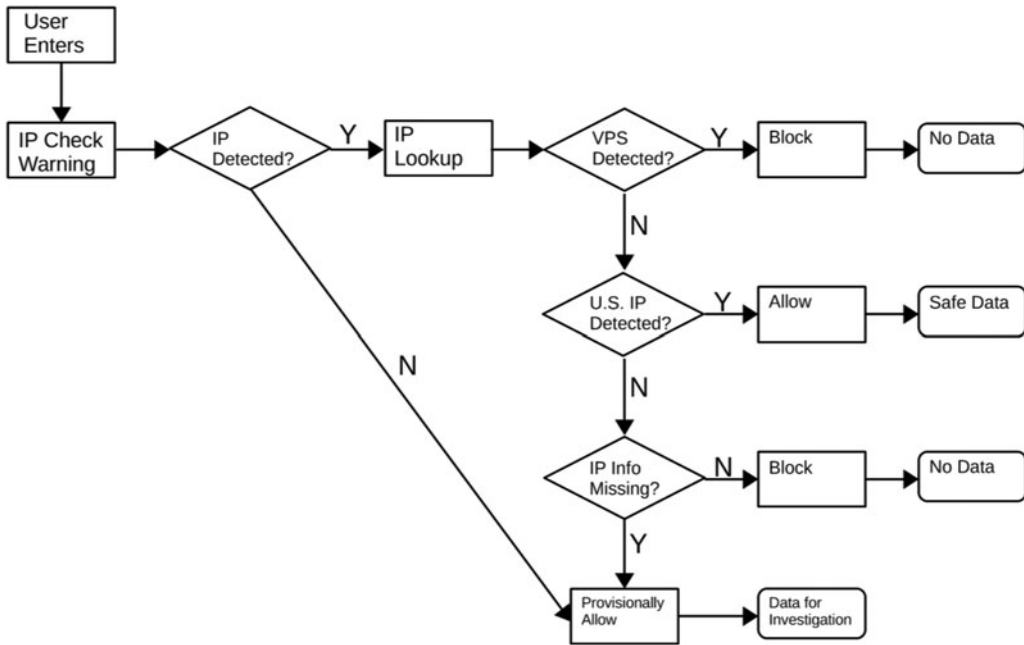 User
Enters
IP Check
Warning
IP
Detected?
Y
IP
Lookup
VPS
Detected?
Y
Block
No Data
N
U.S. IP
Detected?
Y
Allow
Safe Data
N
N
IP Info
Missing?
N
Block
No Data
Y
Provisionally
Allow
Data for
Investigation